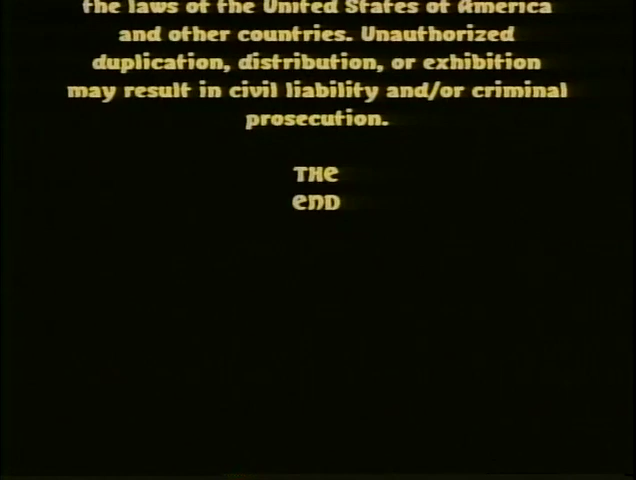 the laws of the United States of America
and other countries. Unauthorized
duplication, distribution, or exhibition
may result in civil liability and/or criminal
prosecution.
THE
END